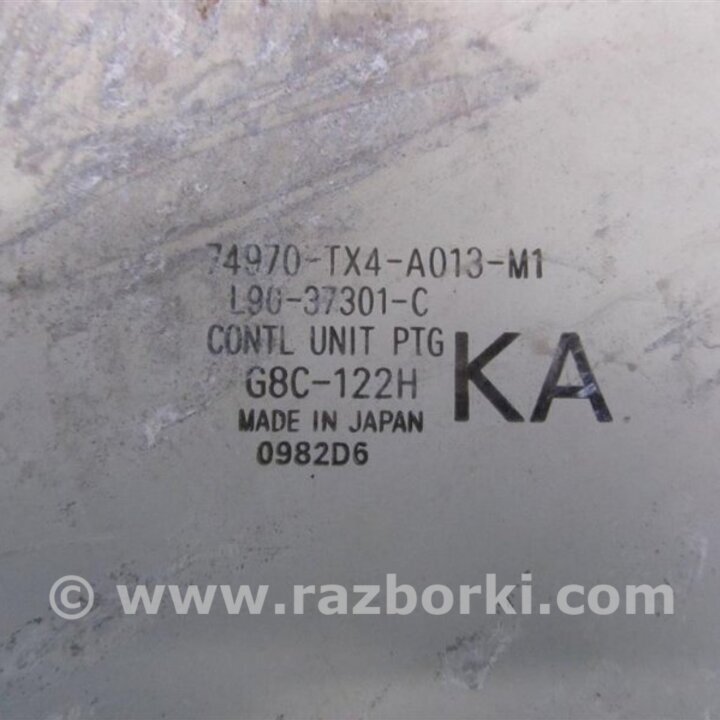 74970-TX4-A013-M1
L90-37301-C
CONTL UNIT PTG
G8C-122H
KA
MADE IN JAPAN
0982D6
© www.razborki.com